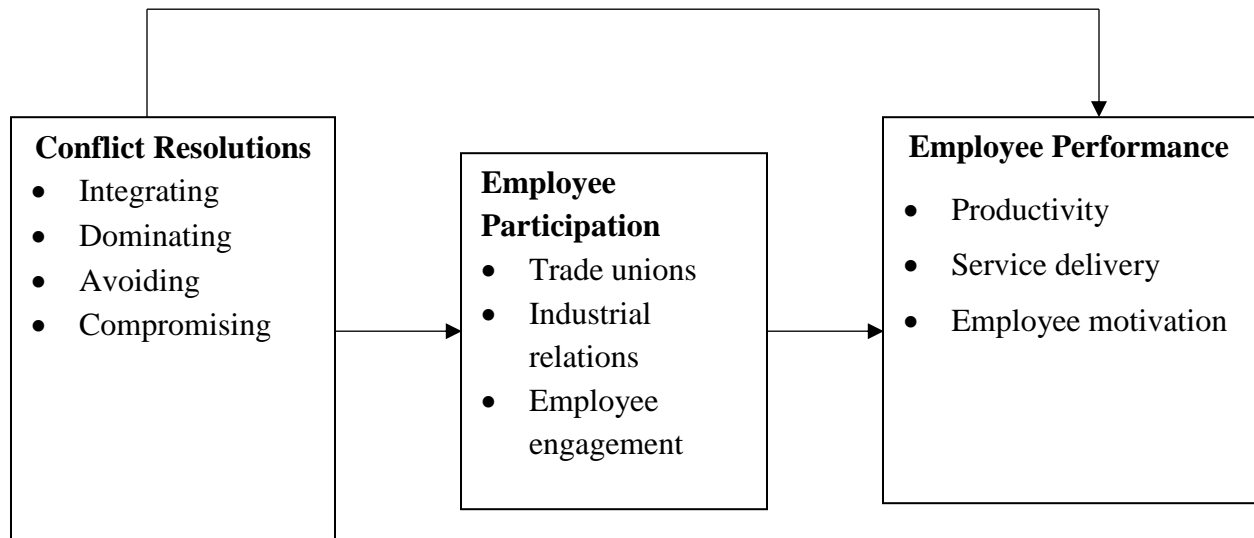 Conflict Resolutions
• Integrating
• Dominating
• Avoiding
• Compromising
Employee
Participation
• Trade unions
• Industrial
relations
• Employee
engagement
Employee Performance
• Productivity
• Service delivery
• Employee motivation